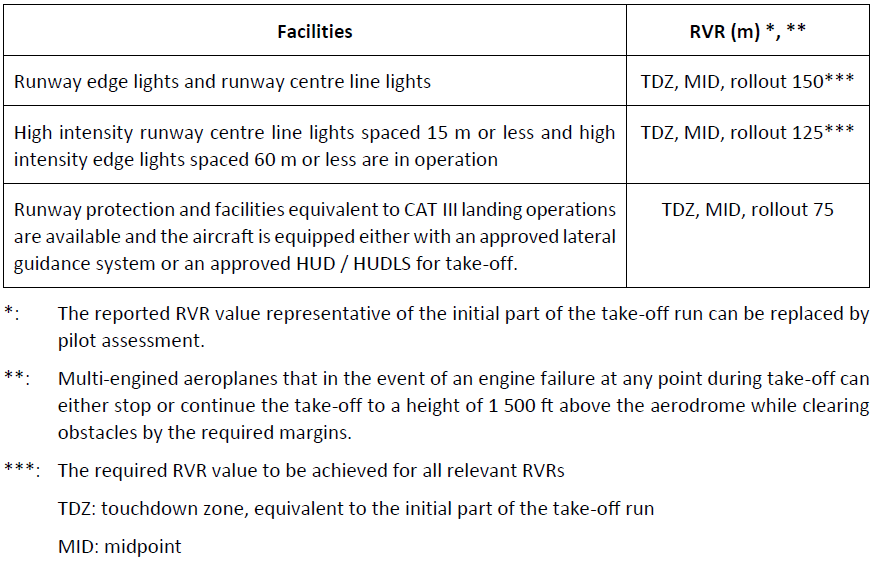 Facilities
RVR (m) *, **
Runway edge lights and runway centre line lights
TDZ, MID, rollout 150***
High intensity runway centre line lights spaced 15 m or less and high
intensity edge lights spaced 60 m or less are in operation
TDZ, MID, rollout 125***
Runway protection and facilities equivalent to CAT III landing operations
are available and the aircraft is equipped either with an approved lateral
guidance system or an approved HUD / HUDLS for take-off.
TDZ, MID, rollout 75
*: The reported RVR value representative of the initial part of the take-off run can be replaced by
pilot assessment.
**: Multi-engined aeroplanes that in the event of an engine failure at any point during take-off can
either stop or continue the take-off to a height of 1 500 ft above the aerodrome while clearing
obstacles by the required margins.
***: The required RVR value to be achieved for all relevant RVRs
TDZ: touchdown zone, equivalent to the initial part of the take-off run
MID: midpoint